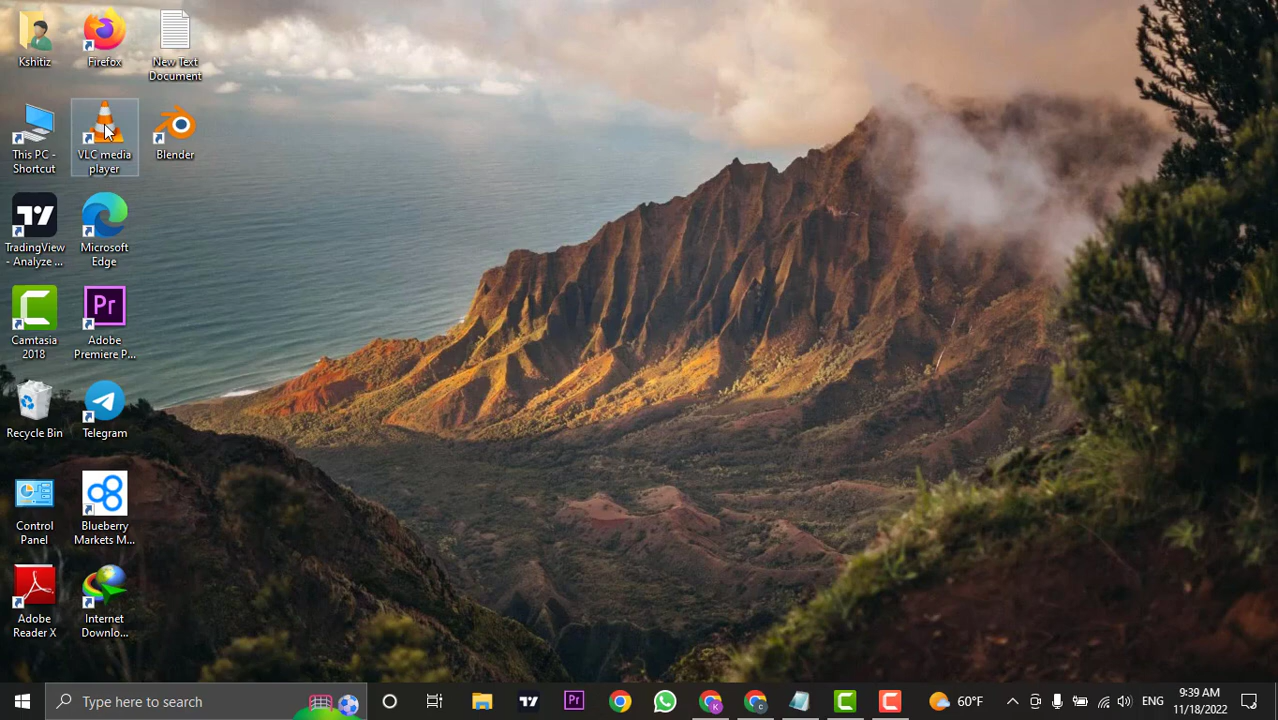 Kshitiz
Firefox
New Text
Document
This PC -
Shortcut
VLC media
player
Blender
TradingView
- Analyze ...
Microsoft
Edge
Camtasia
2018
Pr
Adobe
Premiere P...
Recycle Bin
Telegram
Control
Panel
Blueberry
Markets M...
Adobe
Reader X
Internet
Downlo...
Type here to search
Pr
K
C
60°F
ENG
9:39 AM
11/18/2022